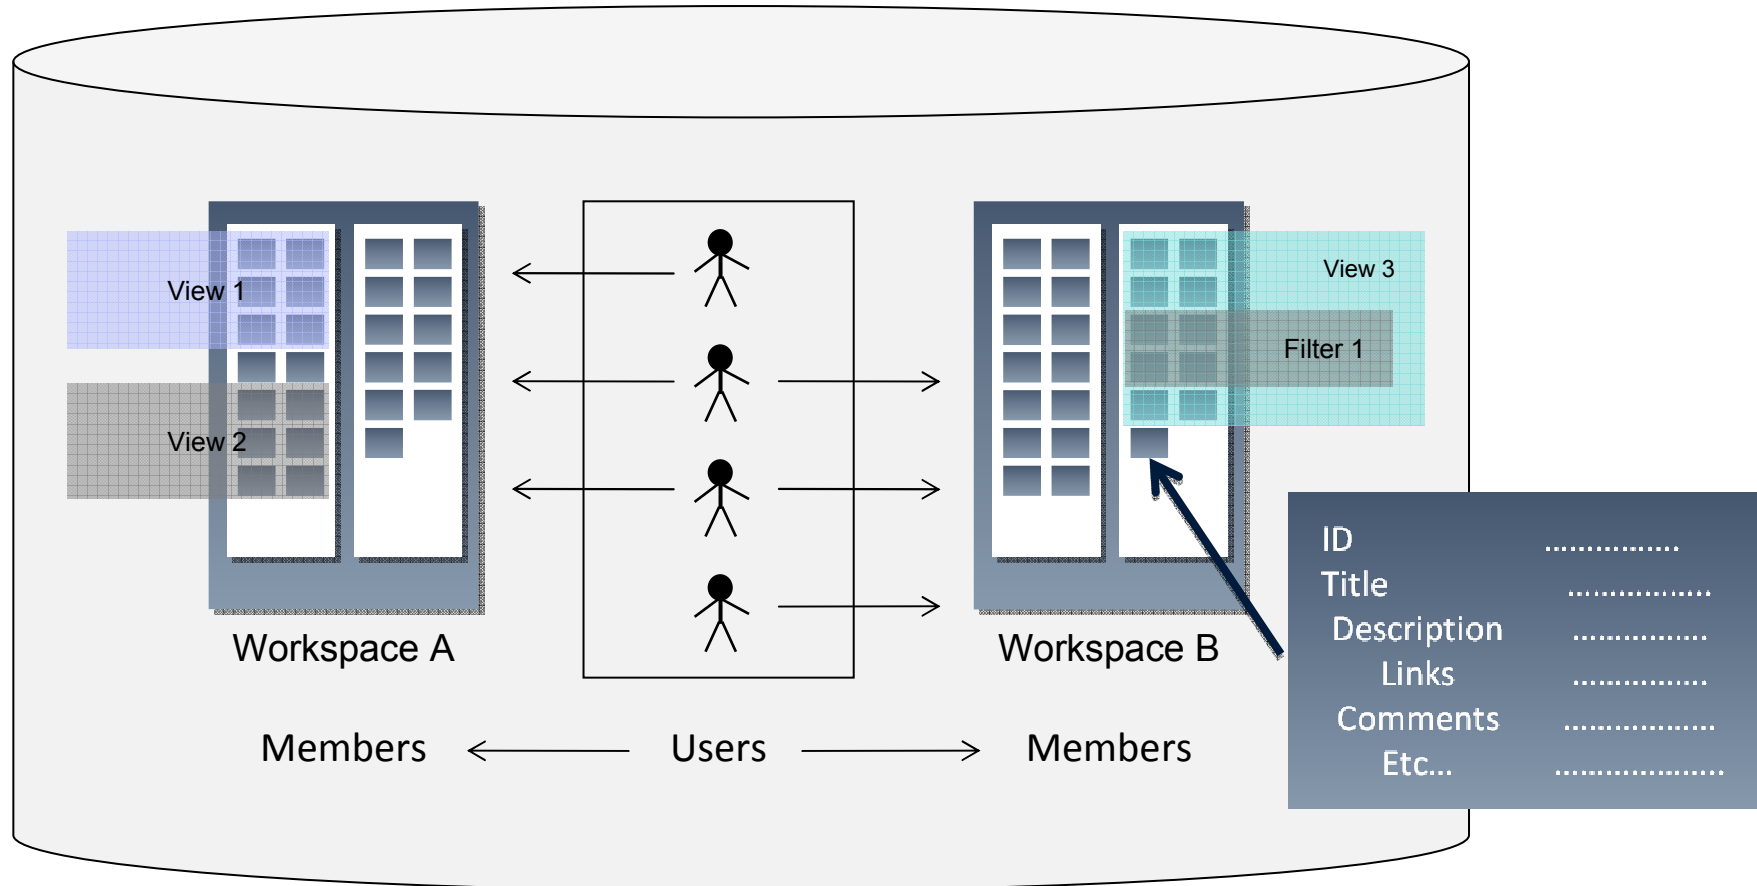 View 1
View 2
View 3
Filter 1
Workspace A
Workspace B
Members
Users
Members
ID ................
Title .................
Description ................
Links ................
Comments ..................
Etc... ....................